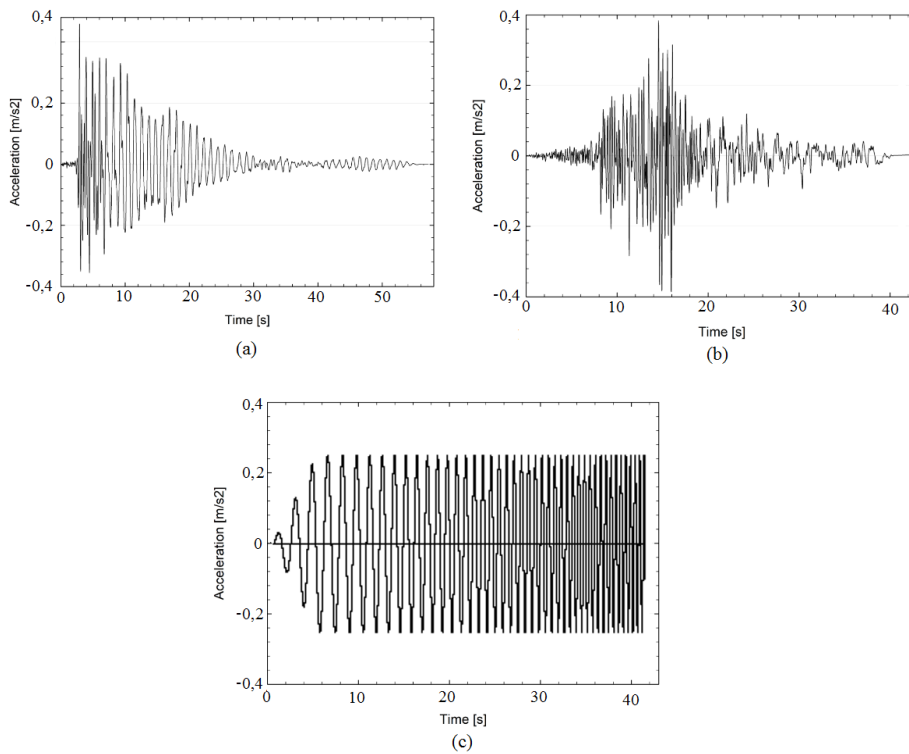 0,4
0,2
0
-0,2
-0,4
Acceleration [m/s2]
0 10 20 30 40 50
Time [s]
(a)
0,4
0,2
0
-0,2
-0,4
Acceleration [m/s2]
0 10 20 30 40
Time [s]
(b)
0,4
0,2
0
-0,2
-0,4
Acceleration [m/s2]
0 10 20 30 40
Time [s]
(c)